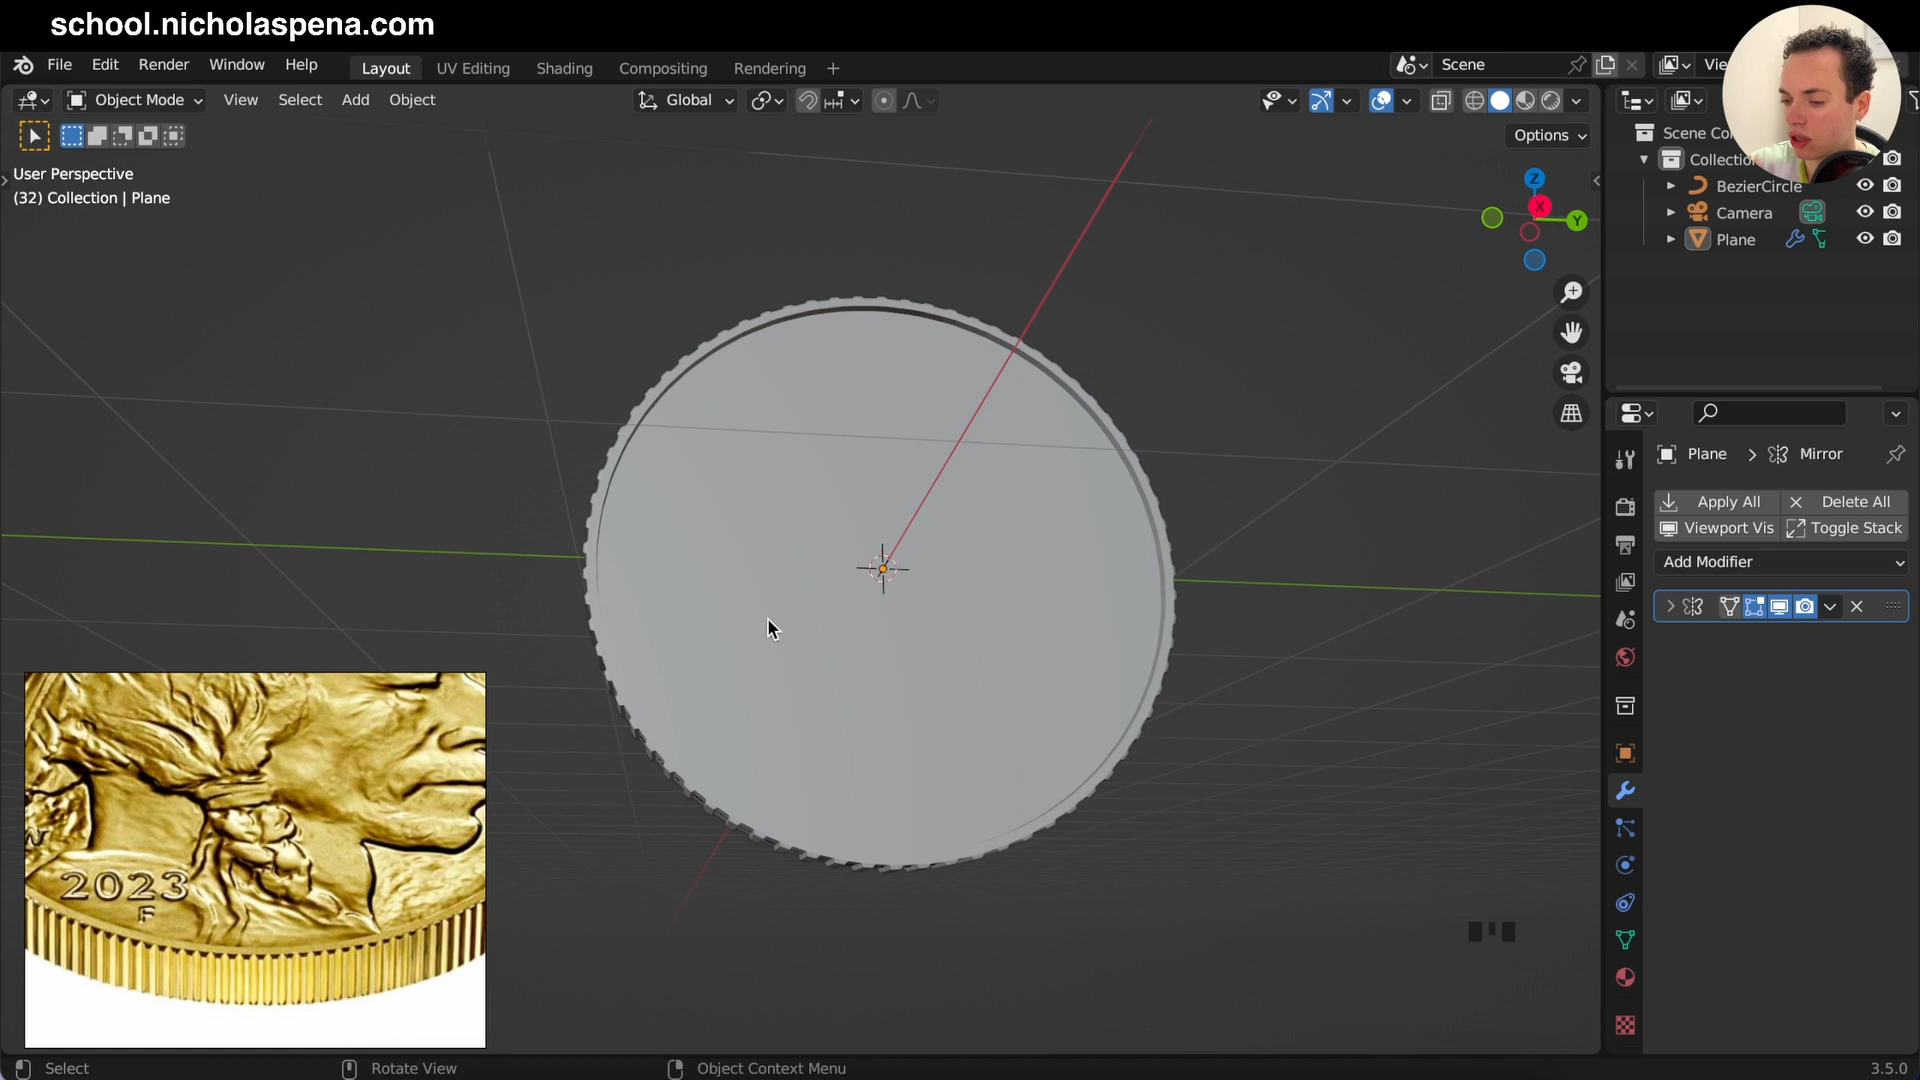 school.nicholaspena.com
File Edit Render Window Help Layout UV Editing Shading Compositing Rendering + Scene
Object Mode View Select Add Object Global
Options
User Perspective
(32) Collection | Plane
Z
X
Y
Collection
BezierCircle
Camera
Plane
Plane > Mirror
Apply All Delete All
Viewport Vis Toggle Stack
Add Modifier
2023
F
Select Rotate View Object Context Menu 3.5.0